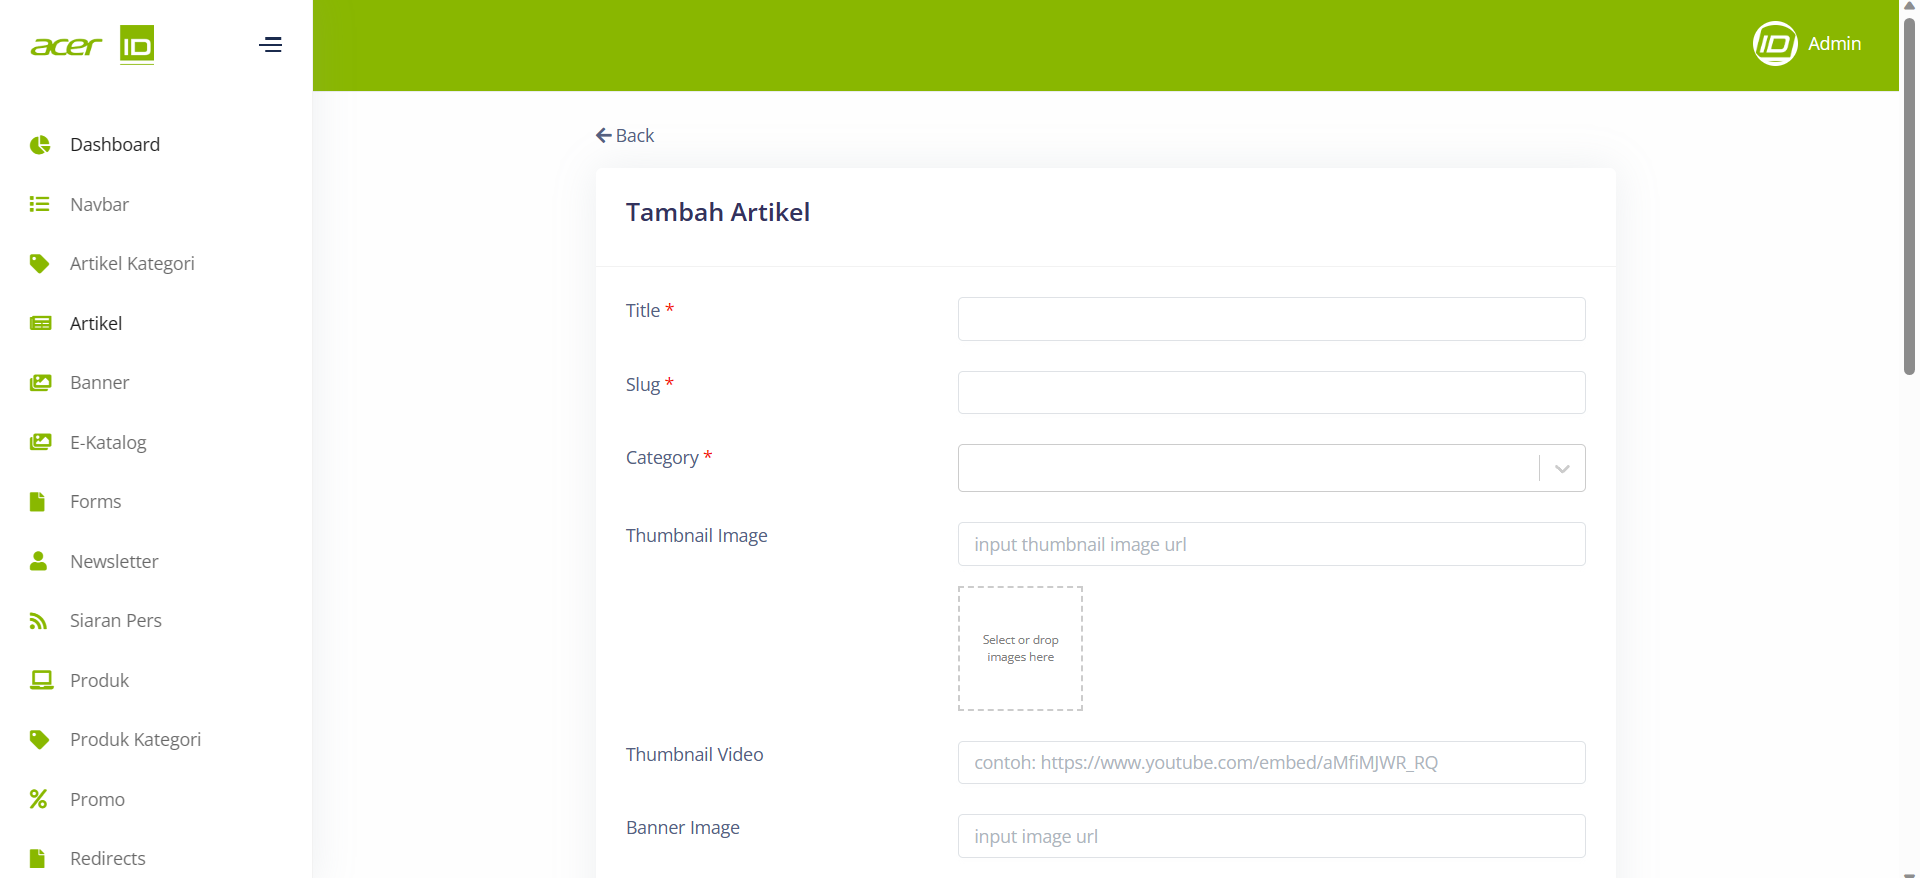 acer ID
ID Admin
Dashboard
Navbar
Artikel Kategori
Artikel
Banner
E-Katalog
Forms
Newsletter
Siaran Pers
Produk
Produk Kategori
Promo
Redirects
Back
Tambah Artikel
Title *
Slug *
Category *
Thumbnail Image
input thumbnail image url
Select or drop
images here
Thumbnail Video
contoh: https://www.youtube.com/embed/aMfiMJWR_RQ
Banner Image
input image url